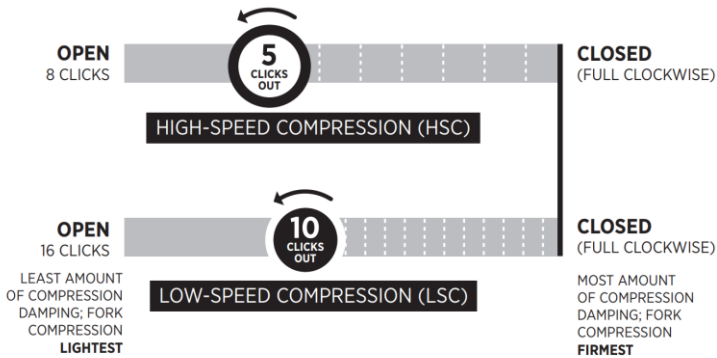 OPEN
8 CLICKS
5
CLICKS
OUT
CLOSED
(FULL CLOCKWISE)
HIGH-SPEED COMPRESSION (HSC)
OPEN
16 CLICKS
10
CLICKS
OUT
CLOSED
(FULL CLOCKWISE)
LEAST AMOUNT
OF COMPRESSION
DAMPING; FORK
COMPRESSION
LIGHTEST
LOW-SPEED COMPRESSION (LSC)
MOST AMOUNT
OF COMPRESSION
DAMPING; FORK
COMPRESSION
FIRMEST